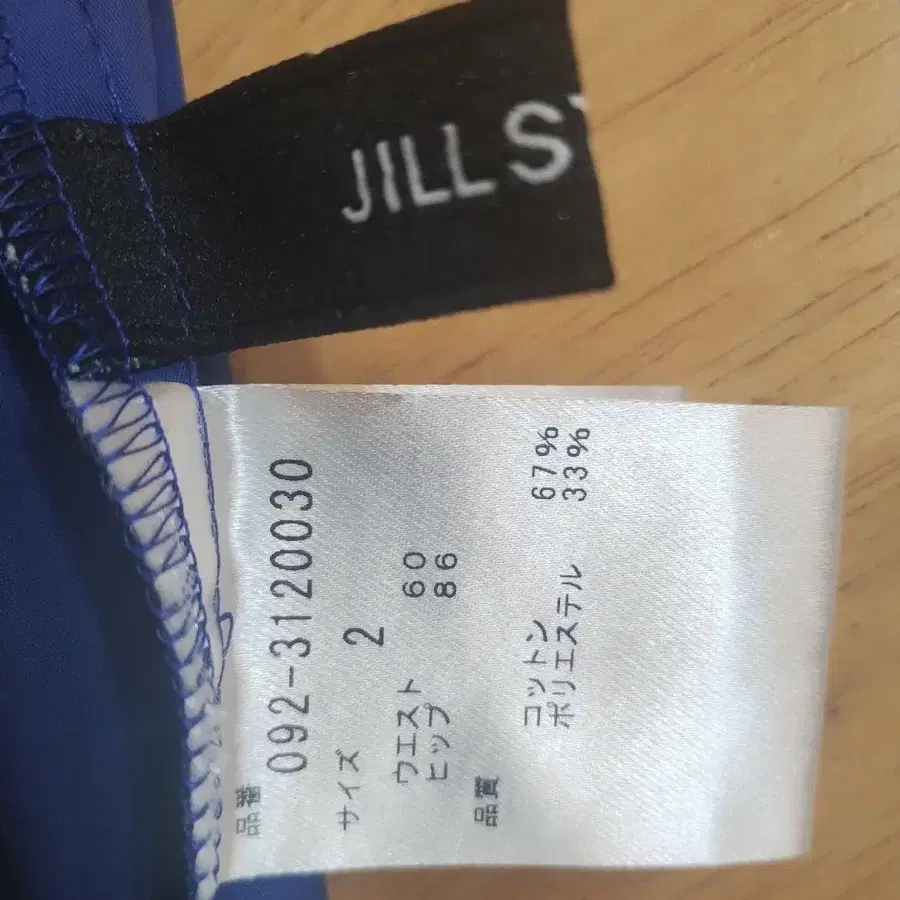 JILL S
品番 092-3120030
サイズ 2
ウエスト 60
ヒップ 86
品質
コットン 67%
ポリエステル 33%